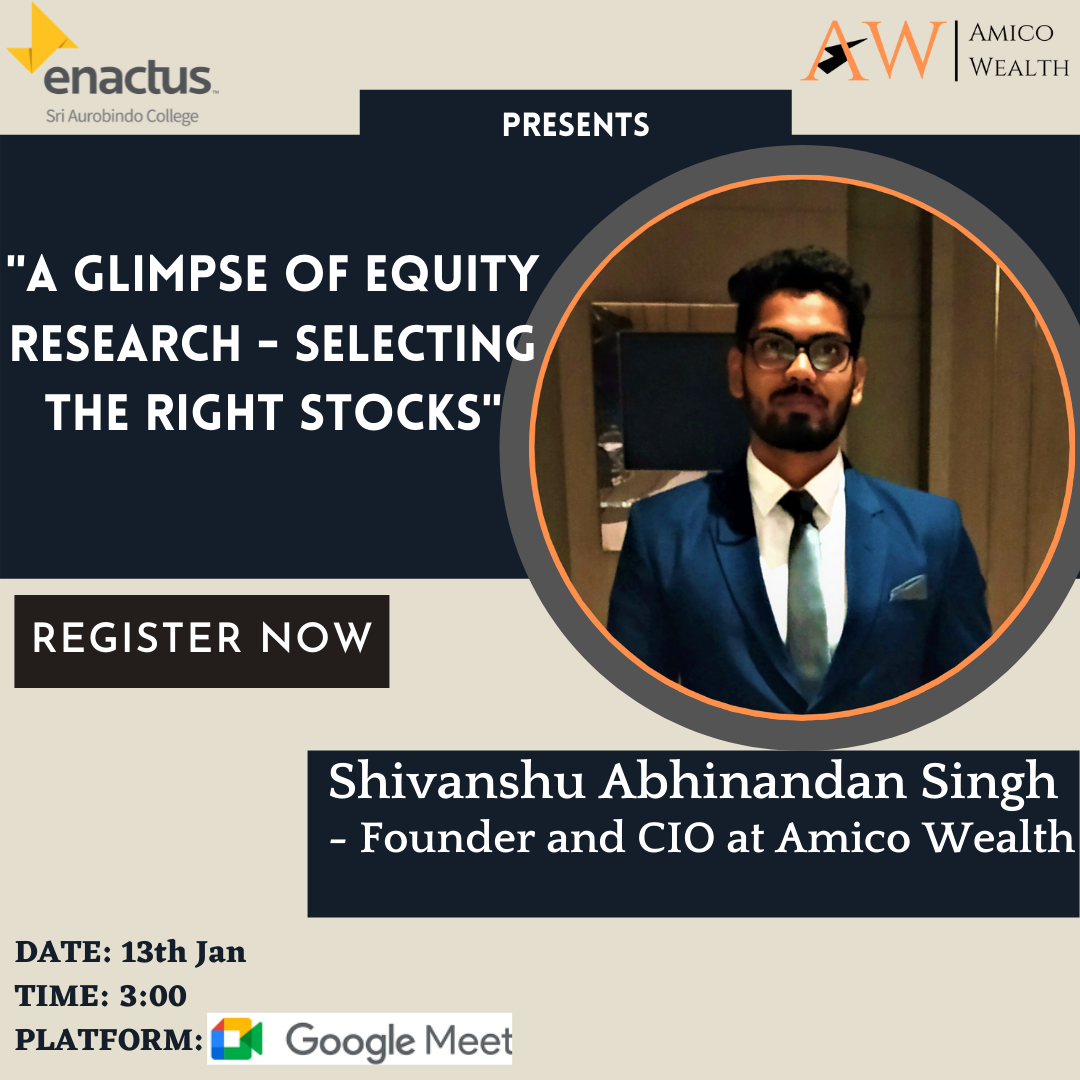 enactus™
Sri Aurobindo College
AW
AMICO
WEALTH
PRESENTS
"A GLIMPSE OF EQUITY
RESEARCH - SELECTING
THE RIGHT STOCKS"
REGISTER NOW
Shivanshu Abhinandan Singh
- Founder and CIO at Amico Wealth
DATE: 13th Jan
TIME: 3:00
PLATFORM: Google Meet